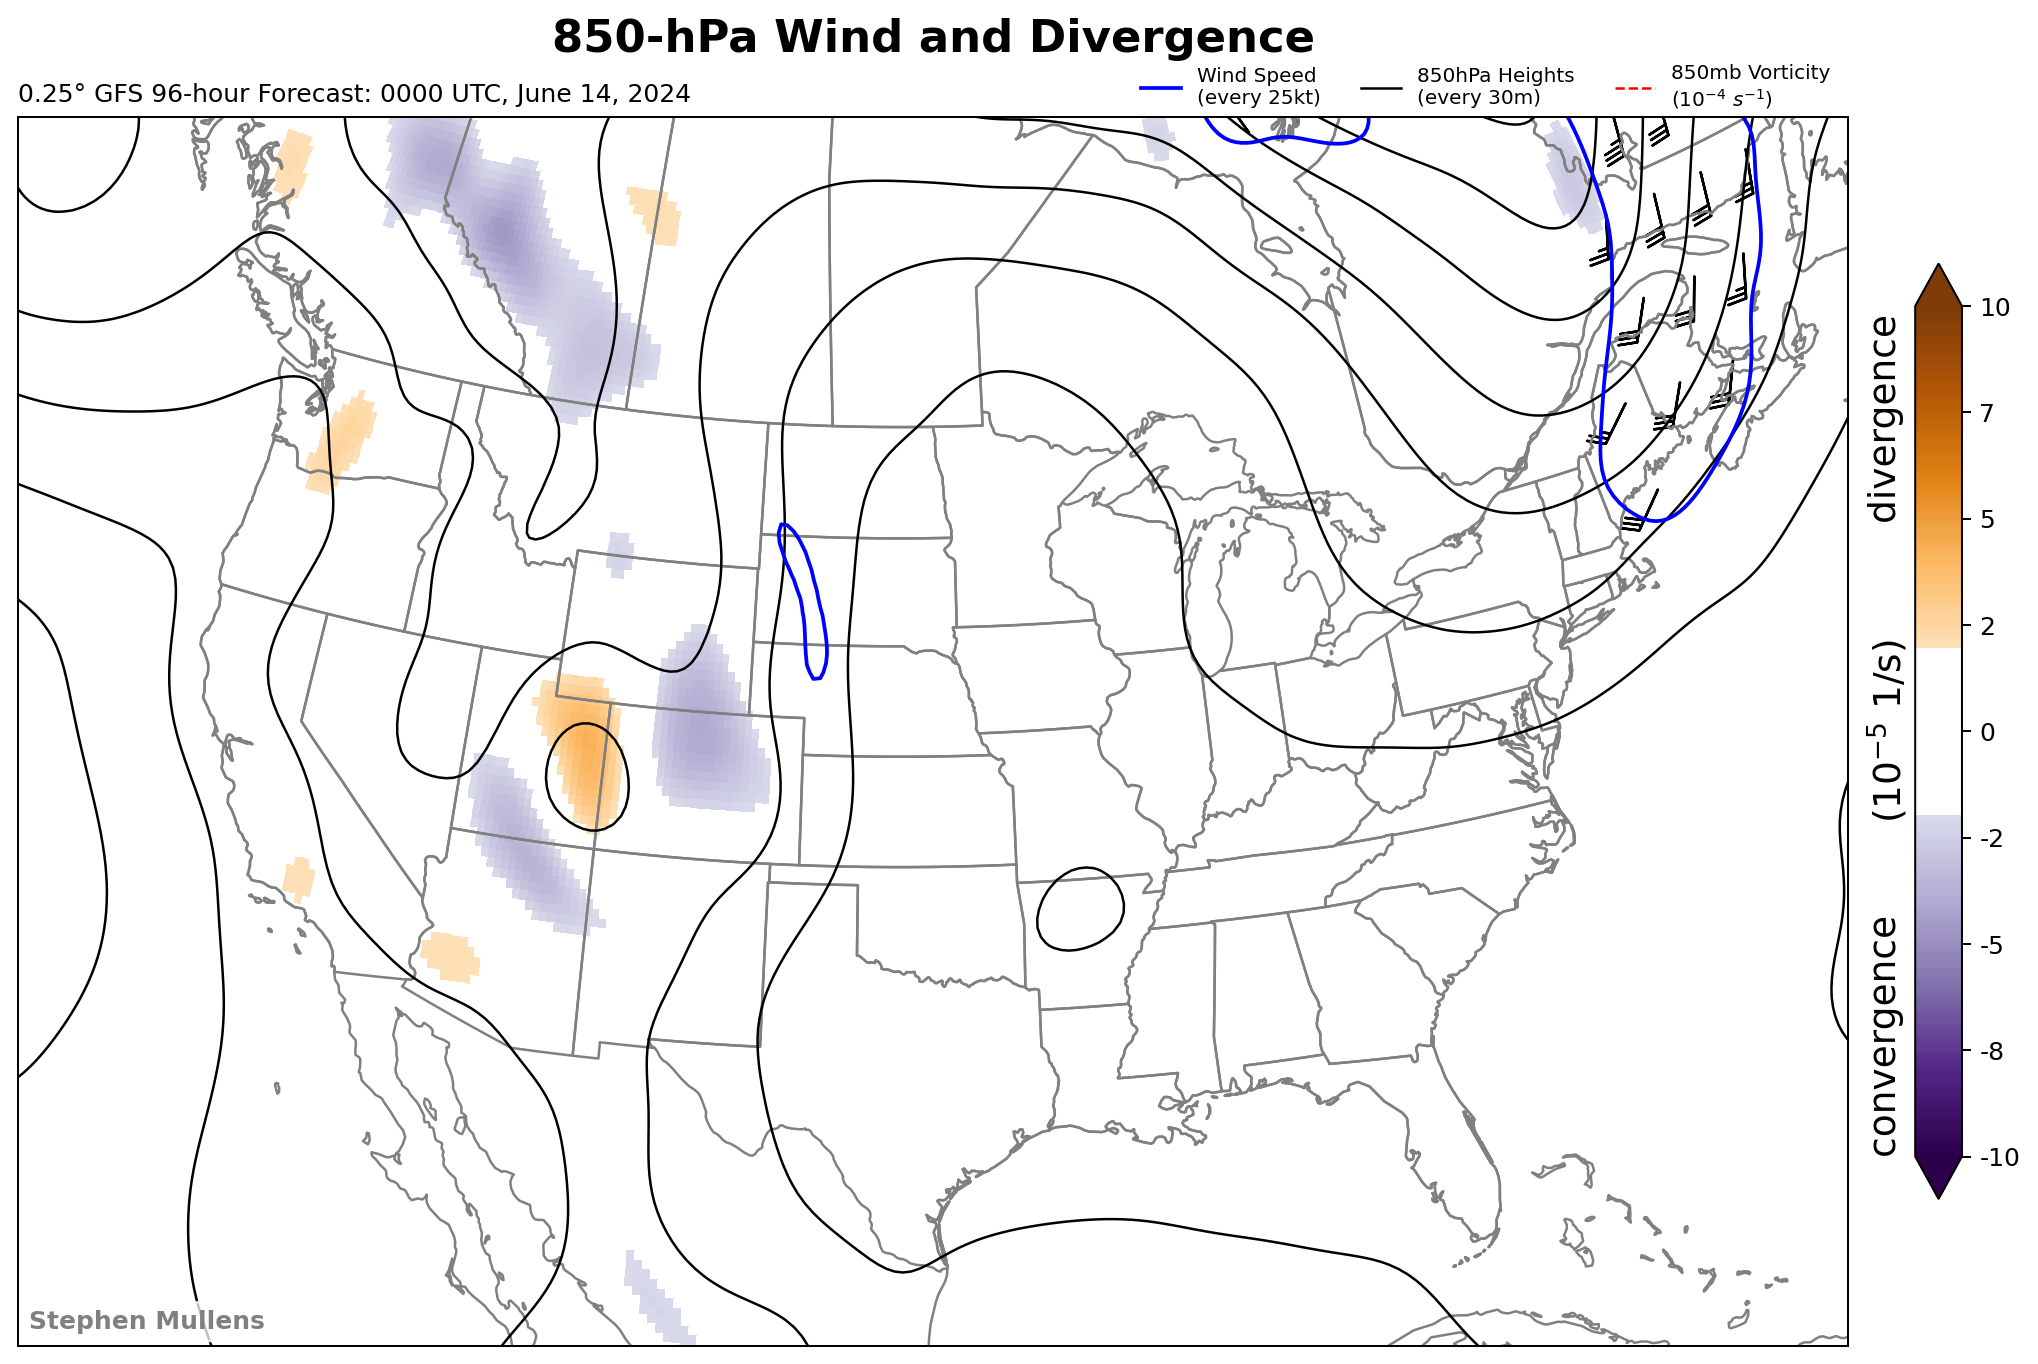 850-hPa Wind and Divergence
0.25° GFS 96-hour Forecast: 0000 UTC, June 14, 2024
Wind Speed
(every 25kt)
850hPa Heights
(every 30m)
850mb Vorticity
(10⁻⁴ s⁻¹)
10
7
5
2
0
-2
-5
-8
-10
convergence (10⁻⁵ 1/s) divergence
Stephen Mullens